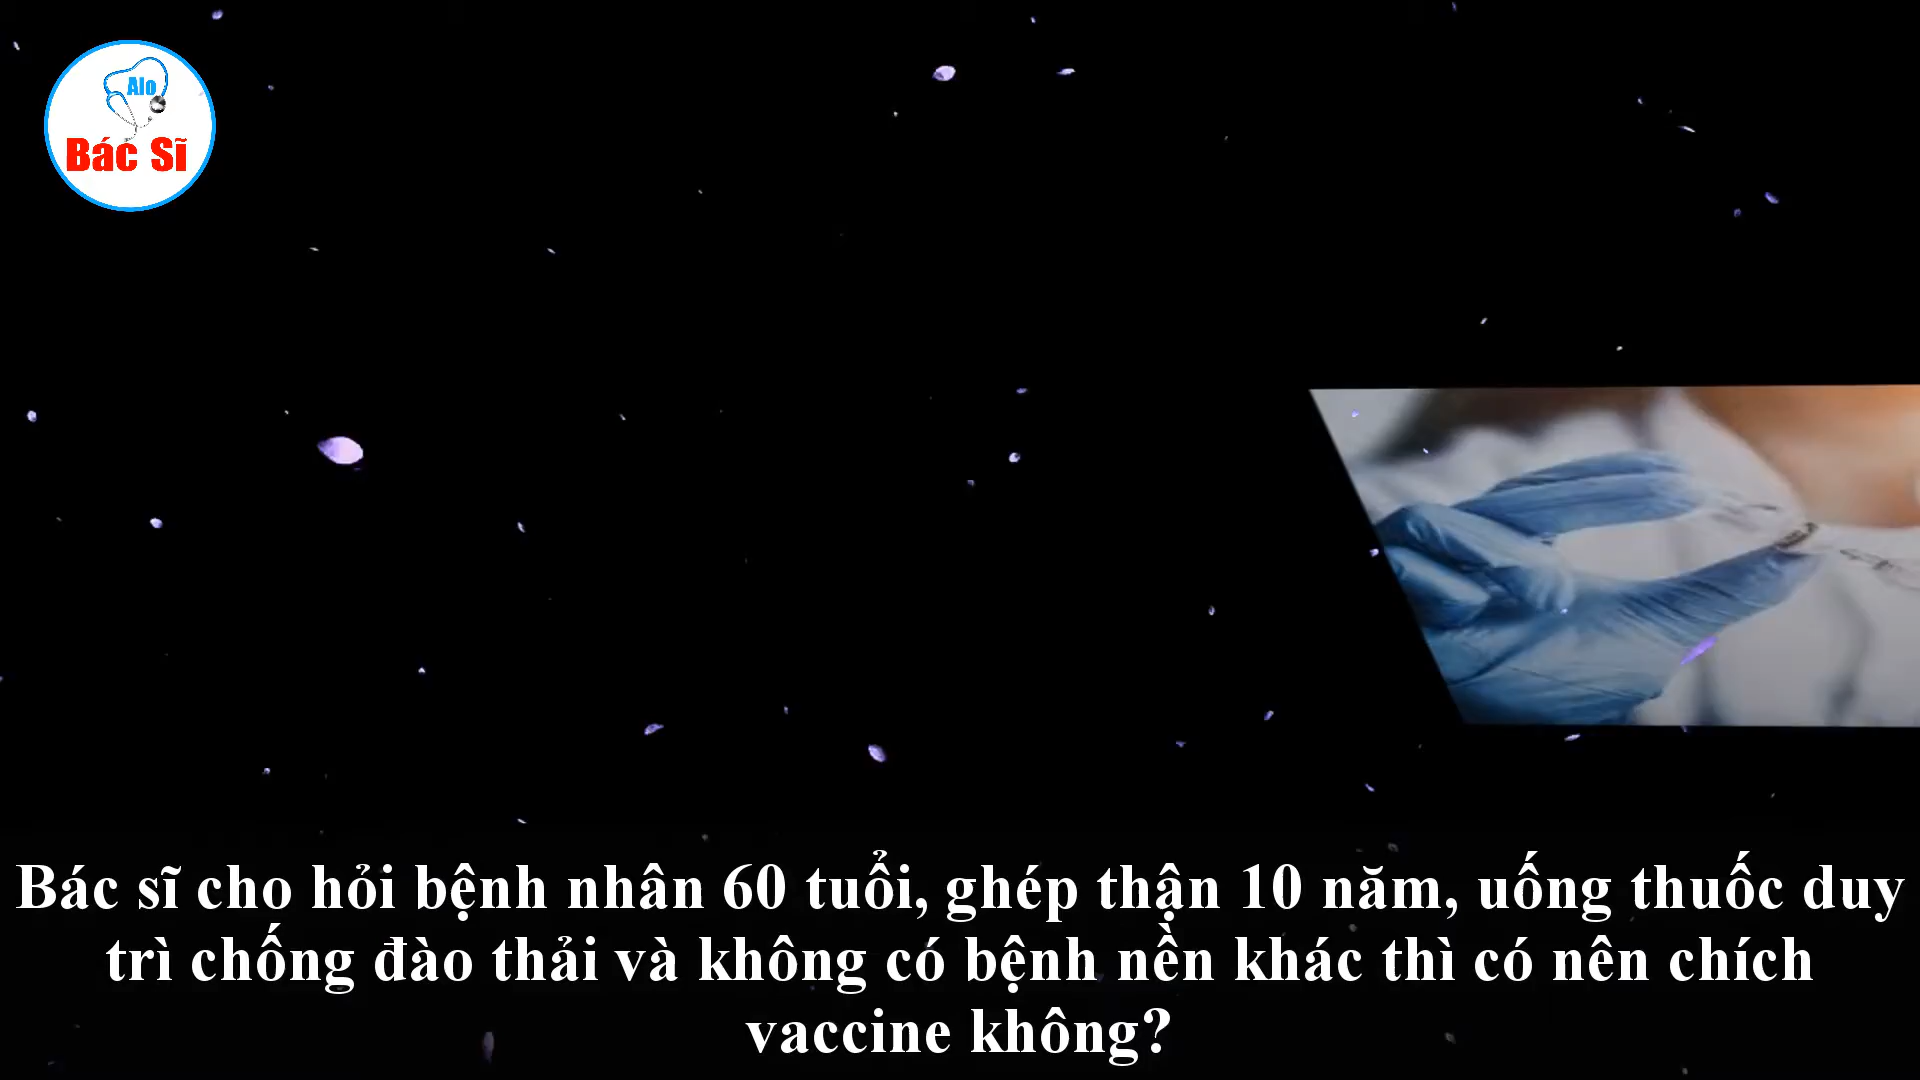 Alo
Bác Sĩ
Bác sĩ cho hỏi bệnh nhân 60 tuổi, ghép thận 10 năm, uống thuốc duy
trì chống đào thải và không có bệnh nền khác thì có nên chích
vaccine không?